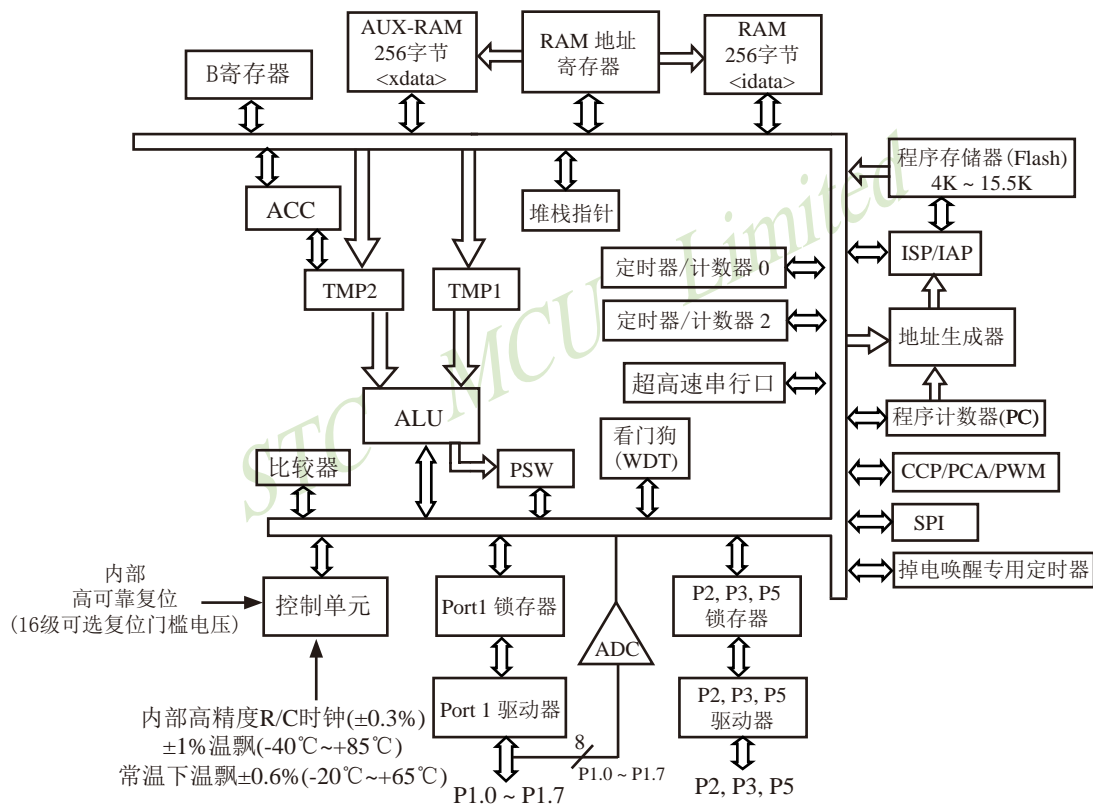 AUX-RAM
256字节
<xdata>
RAM 地址
寄存器
RAM
256字节
<idata>
B寄存器
程序存储器(Flash)
4K ~ 15.5K
ACC
堆栈指针
ISP/IAP
定时器/计数器 0
TMP2
TMP1
定时器/计数器 2
地址生成器
超高速串行口
ALU
程序计数器(PC)
看门狗
(WDT)
比较器
PSW
CCP/PCA/PWM
SPI
掉电唤醒专用定时器
内部
高可靠复位
(16级可选复位门槛电压)
控制单元
Port1 锁存器
ADC
P2, P3, P5
锁存器
内部高精度R/C时钟(±0.3%)
±1%温飘(-40℃~+85℃)
常温下温飘±0.6%(-20℃~+65℃)
Port 1 驱动器
P2, P3, P5
驱动器
8
P1.0 ~ P1.7
P1.0 ~ P1.7
P2, P3, P5
STC MCU Limited